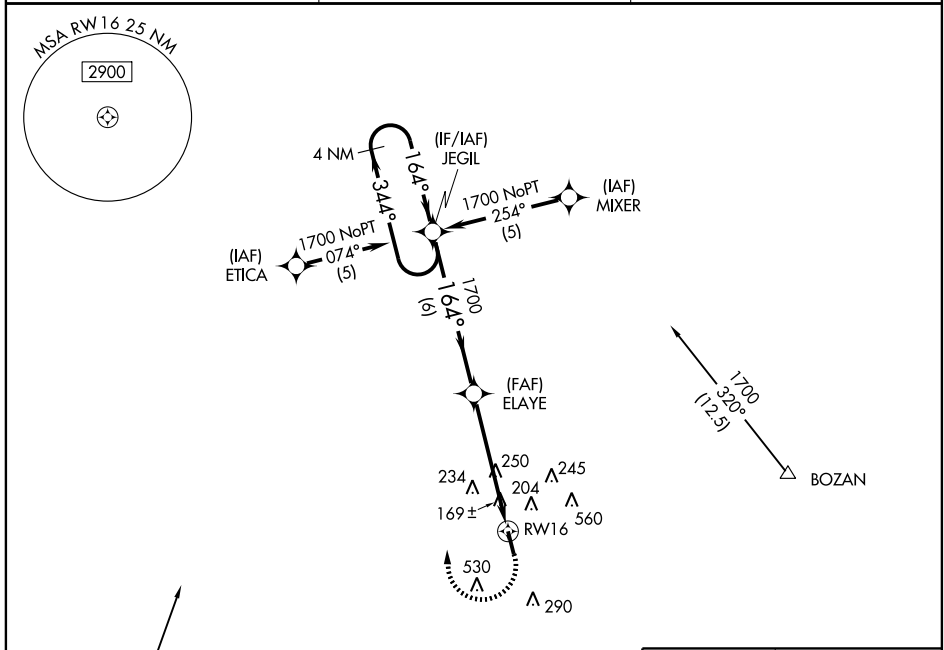 MSA RW16 25 NM
2900
4 NM
164°
344°
(IF/IAF)
JEGIL
1700 NoPT
254°
(5)
(IAF)
MIXER
1700 NoPT
074°
(5)
(IAF)
ETICA
1700
164°
(6)
(FAF)
ELAYE
1700
320°
(12.5)
BOZAN
250
234
245
204
169 ±
560
RW16
530
290